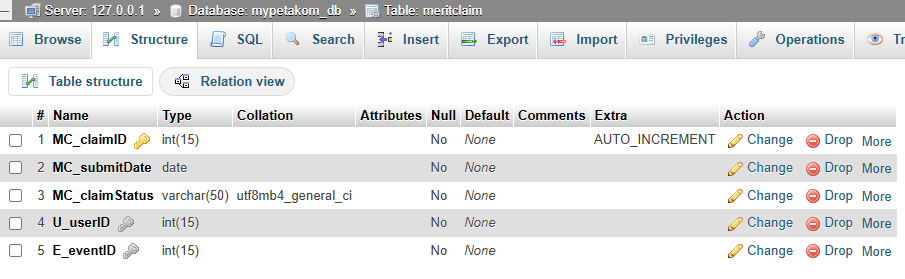 Server: 127.0.0.1 » Database: mypetakom_db » Table: meritclaim
Browse Structure SQL Search Insert Export Import Privileges Operations Tr
Table structure Relation view
# Name Type Collation Attributes Null Default Comments Extra Action
1 MC_claimID int(15) No None AUTO_INCREMENT Change Drop More
2 MC_submitDate date No None Change Drop More
3 MC_claimStatus varchar(50) utf8mb4_general_ci No None Change Drop More
4 U_userID int(15) No None Change Drop More
5 E_eventID int(15) No None Change Drop More